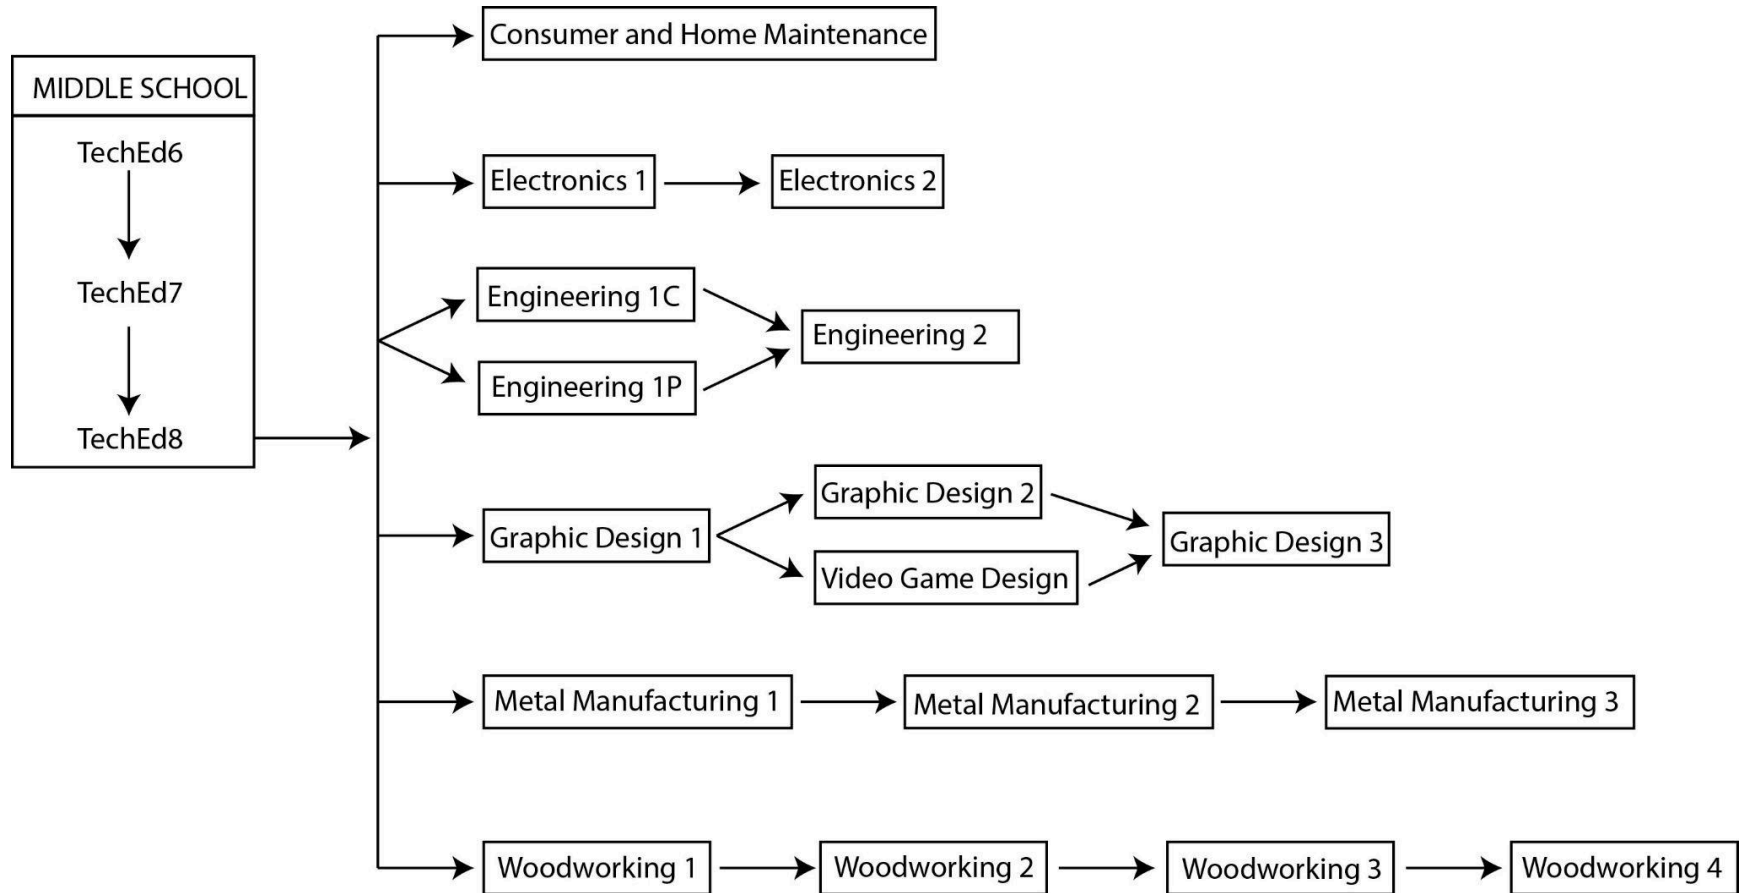 MIDDLE SCHOOL
TechEd6
TechEd7
TechEd8
Consumer and Home Maintenance
Electronics 1
Electronics 2
Engineering 1C
Engineering 1P
Engineering 2
Graphic Design 1
Graphic Design 2
Video Game Design
Graphic Design 3
Metal Manufacturing 1
Metal Manufacturing 2
Metal Manufacturing 3
Woodworking 1
Woodworking 2
Woodworking 3
Woodworking 4